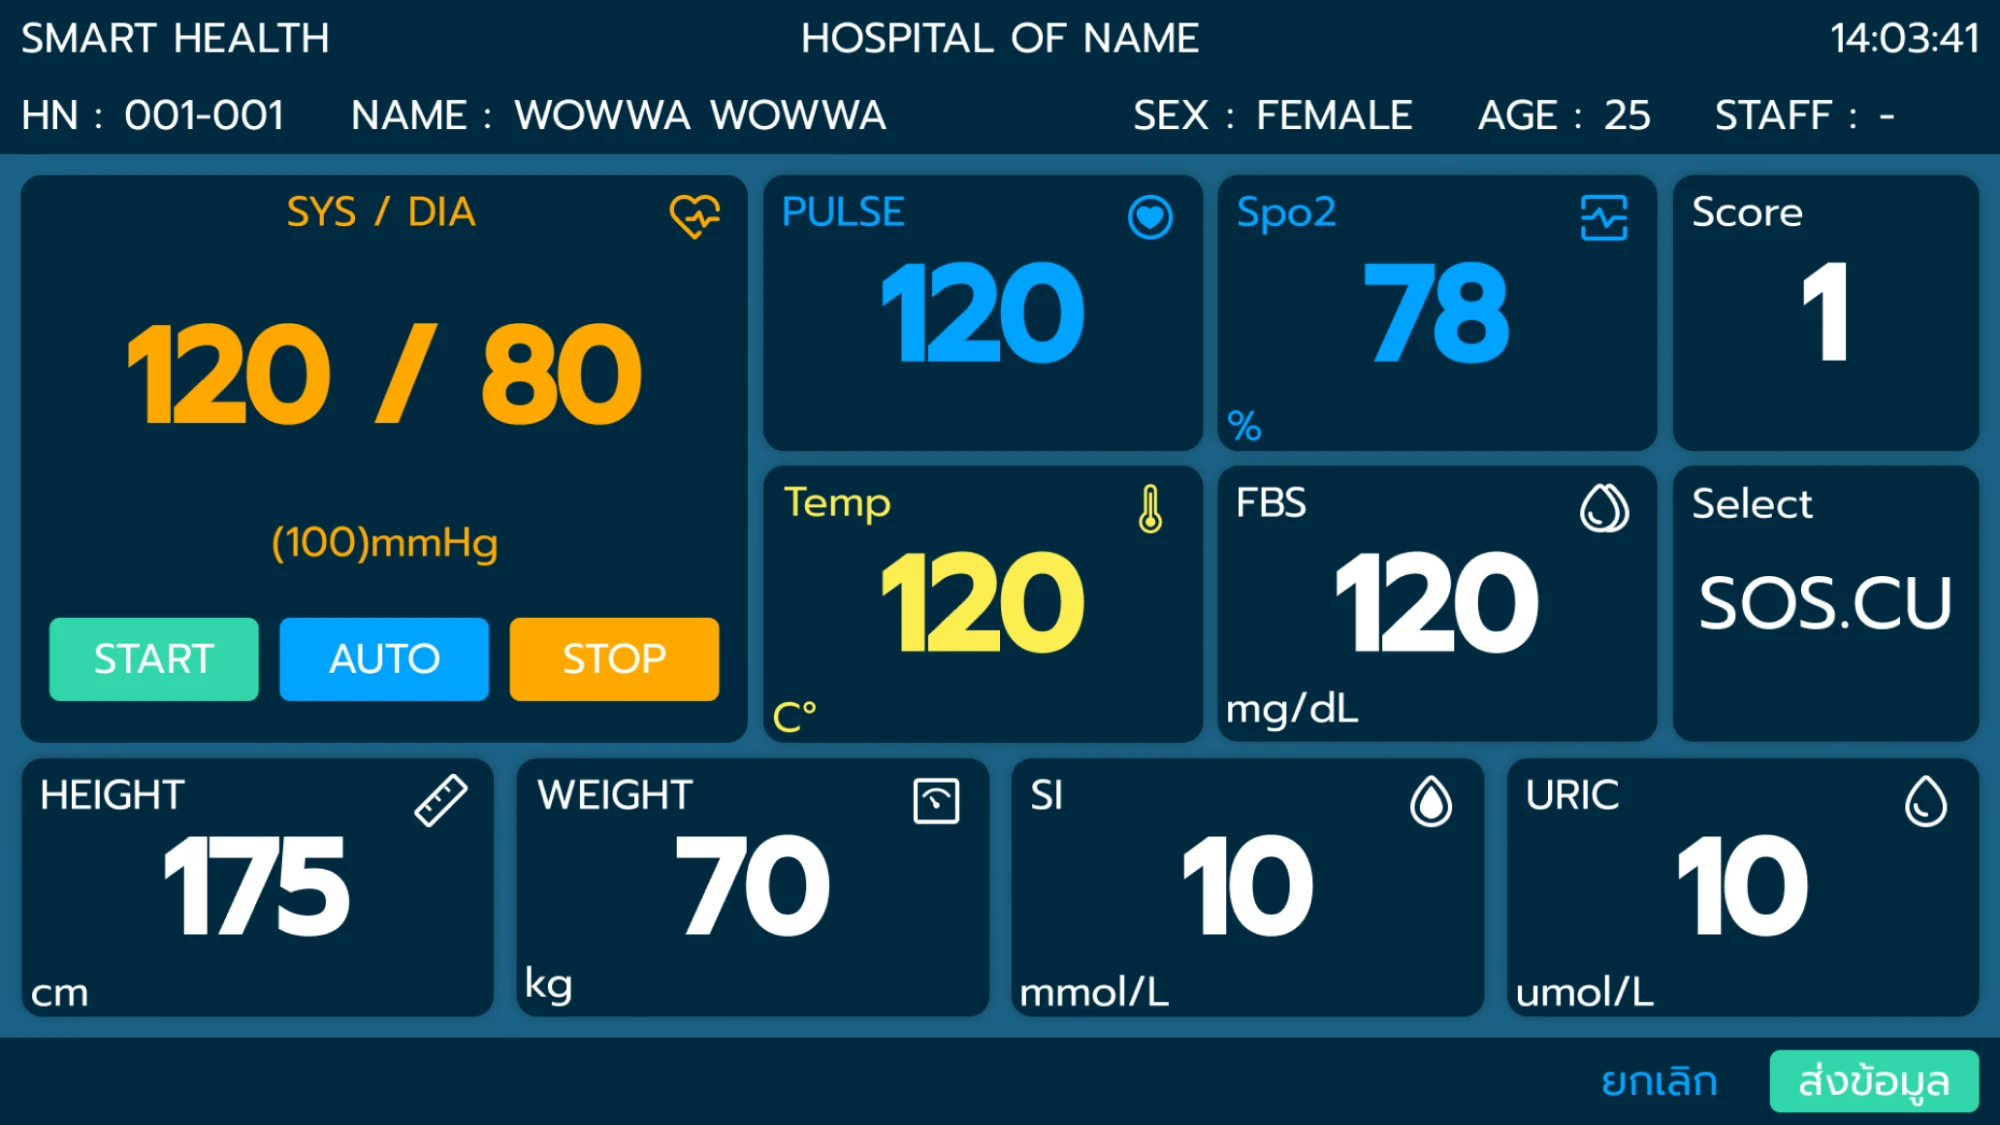 SMART HEALTH
HOSPITAL OF NAME
14:03:41
HN : 001-001
NAME : WOWWA WOWWA
SEX : FEMALE
AGE : 25
STAFF : -
SYS / DIA
120 / 80
(100)mmHg
START
AUTO
STOP
PULSE
120
Spo2
78
%
Score
1
Temp
120
C°
FBS
120
mg/dL
Select
SOS.CU
HEIGHT
175
cm
WEIGHT
70
kg
SI
10
mmol/L
URIC
10
umol/L
ยกเลิก
ส่งข้อมูล